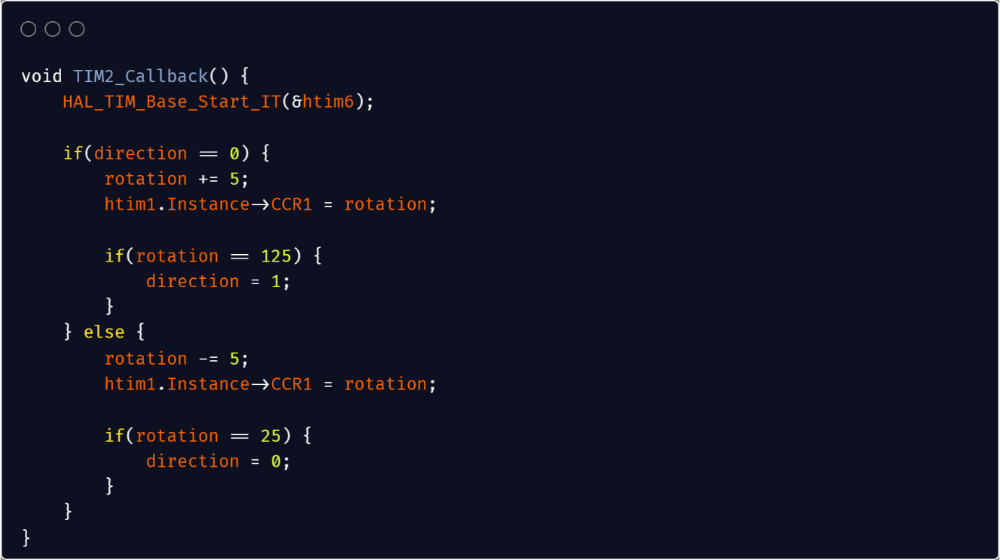 void TIM2_Callback() {
    HAL_TIM_Base_Start_IT(&htim6);

    if(direction == 0) {
        rotation += 5;
        htim1.Instance->CCR1 = rotation;

        if(rotation == 125) {
            direction = 1;
        }
    } else {
        rotation -= 5;
        htim1.Instance->CCR1 = rotation;

        if(rotation == 25) {
            direction = 0;
        }
    }
}